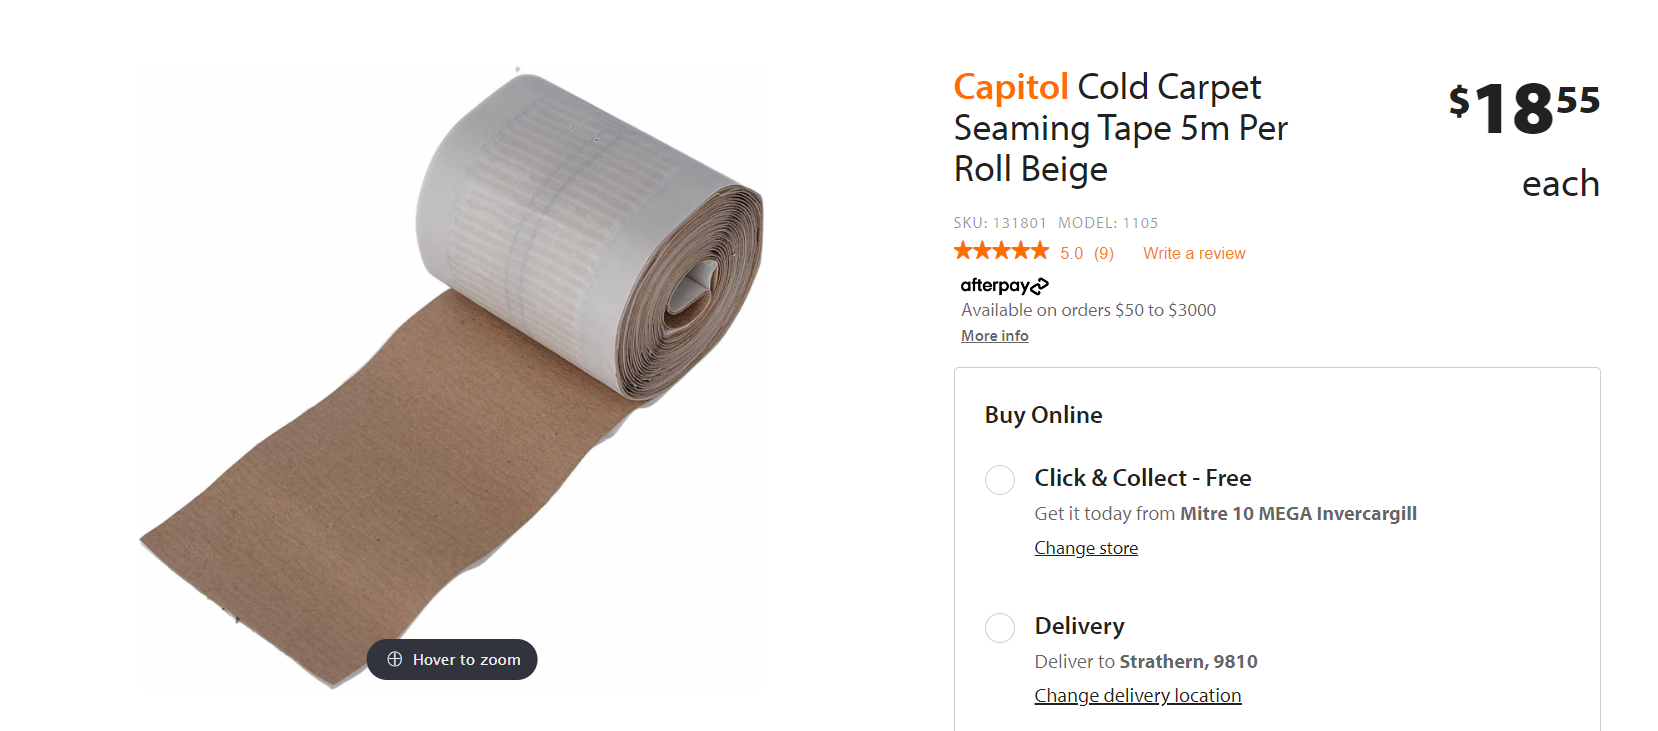 Capitol Cold Carpet
Seaming Tape 5m Per
Roll Beige
$18.55
each
SKU: 131801 MODEL: 1105
5.0 (9) Write a review
afterpay
Available on orders $50 to $3000
More info
Buy Online
Click & Collect - Free
Get it today from Mitre 10 MEGA Invercargill
Change store
Delivery
Deliver to Strathern, 9810
Change delivery location
Hover to zoom